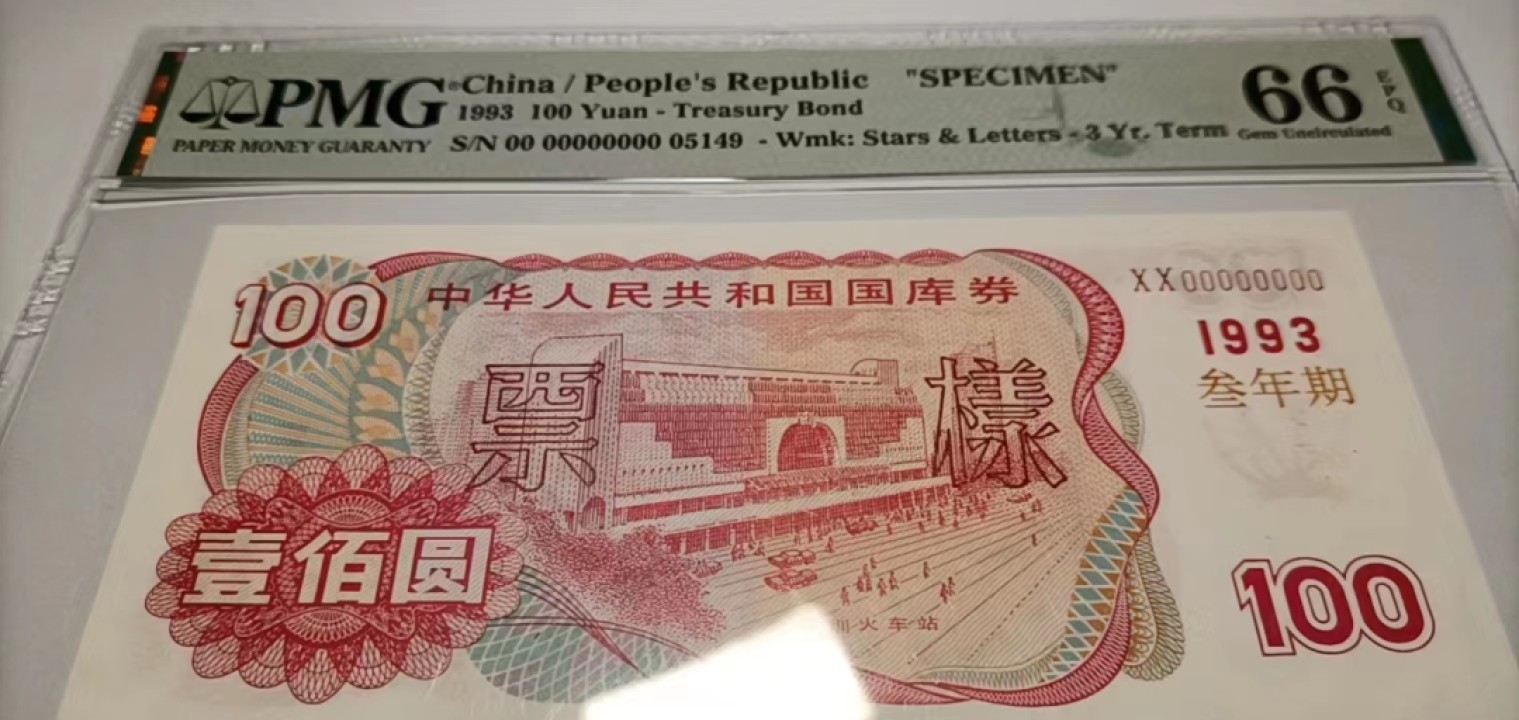 PMG
PAPER MONEY GUARANTY
China / People's Republic "SPECIMEN"
1993 100 Yuan - Treasury Bond
S/N 00 00000000 05149 - Wmk: Stars & Letters - 3 Yr. Term
66 EPQ
Gem Uncirculated
100
中华人民共和国国库券
XX00000000
1993
叁年期
票樣
壹佰圆
圳火车站
100